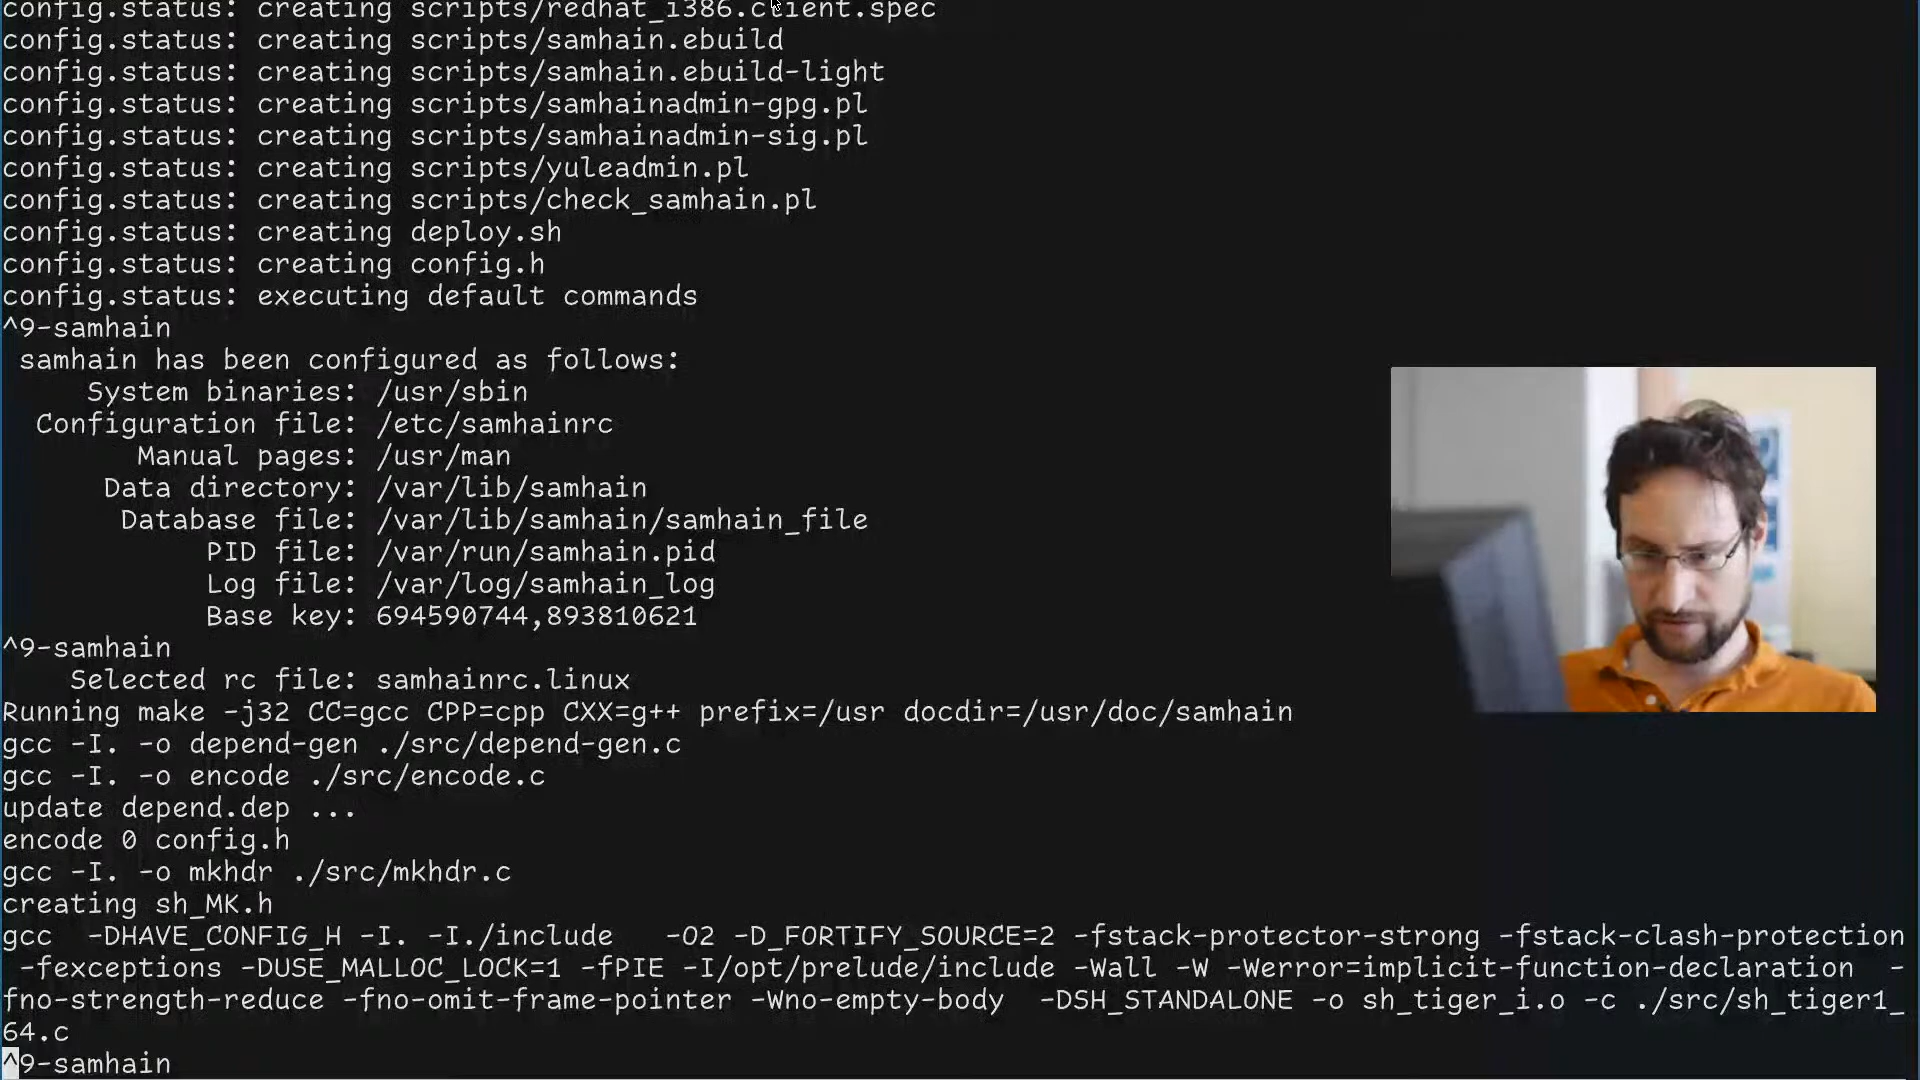 config.status: creating scripts/redhat_i386.client.spec
config.status: creating scripts/samhain.ebuild
config.status: creating scripts/samhain.ebuild-light
config.status: creating scripts/samhainadmin-gpg.pl
config.status: creating scripts/samhainadmin-sig.pl
config.status: creating scripts/yuleadmin.pl
config.status: creating scripts/check_samhain.pl
config.status: creating deploy.sh
config.status: creating config.h
config.status: executing default commands
^9-samhain
samhain has been configured as follows:
System binaries: /usr/sbin
Configuration file: /etc/samhainrc
Manual pages: /usr/man
Data directory: /var/lib/samhain
Database file: /var/lib/samhain/samhain_file
PID file: /var/run/samhain.pid
Log file: /var/log/samhain_log
Base key: 694590744,893810621
^9-samhain
Selected rc file: samhainrc.linux
Running make -j32 CC=gcc CPP=cpp CXX=g++ prefix=/usr docdir=/usr/doc/samhain
gcc -I. -o depend-gen ./src/depend-gen.c
gcc -I. -o encode ./src/encode.c
update depend.dep ...
encode 0 config.h
gcc -I. -o mkhdr ./src/mkhdr.c
creating sh_MK.h
gcc  -DHAVE_CONFIG_H -I. -I./include   -O2 -D_FORTIFY_SOURCE=2 -fstack-protector-strong -fstack-clash-protection
-fexceptions -DUSE_MALLOC_LOCK=1 -fPIE -I/opt/prelude/include -Wall -W -Werror=implicit-function-declaration  -
fno-strength-reduce -fno-omit-frame-pointer -Wno-empty-body  -DSH_STANDALONE -o sh_tiger_i.o -c ./src/sh_tiger1_
64.c
^9-samhain